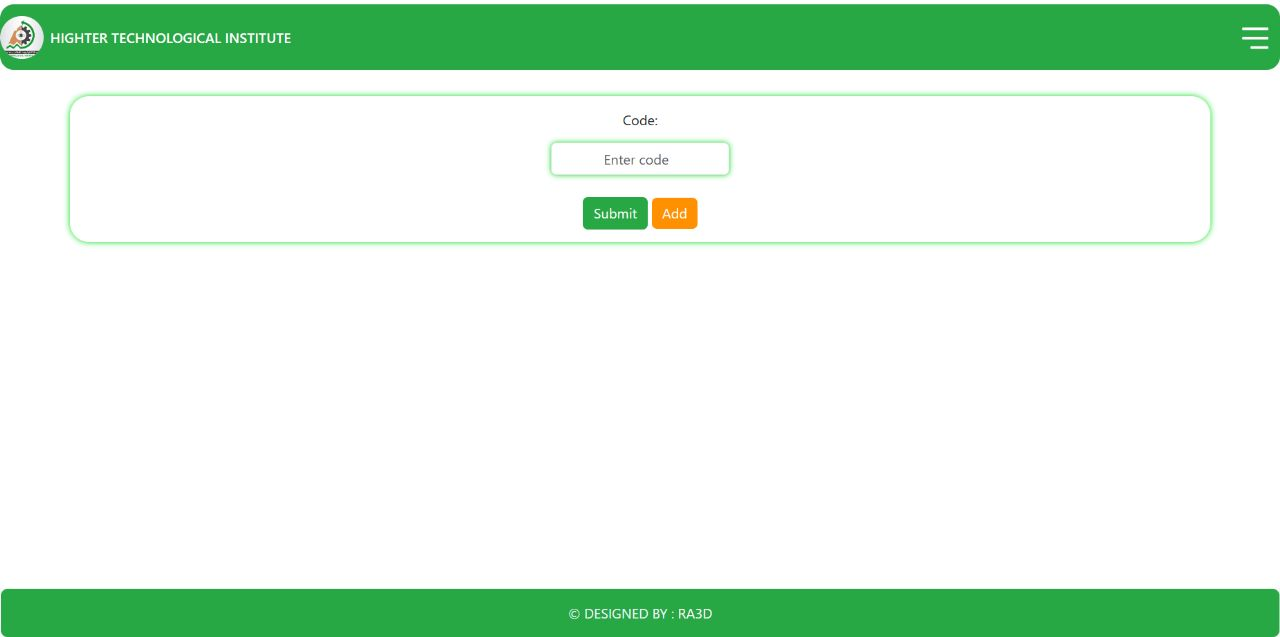 HIGHTER TECHNOLOGICAL INSTITUTE
Code:
Enter code
Submit Add
© DESIGNED BY : RA3D